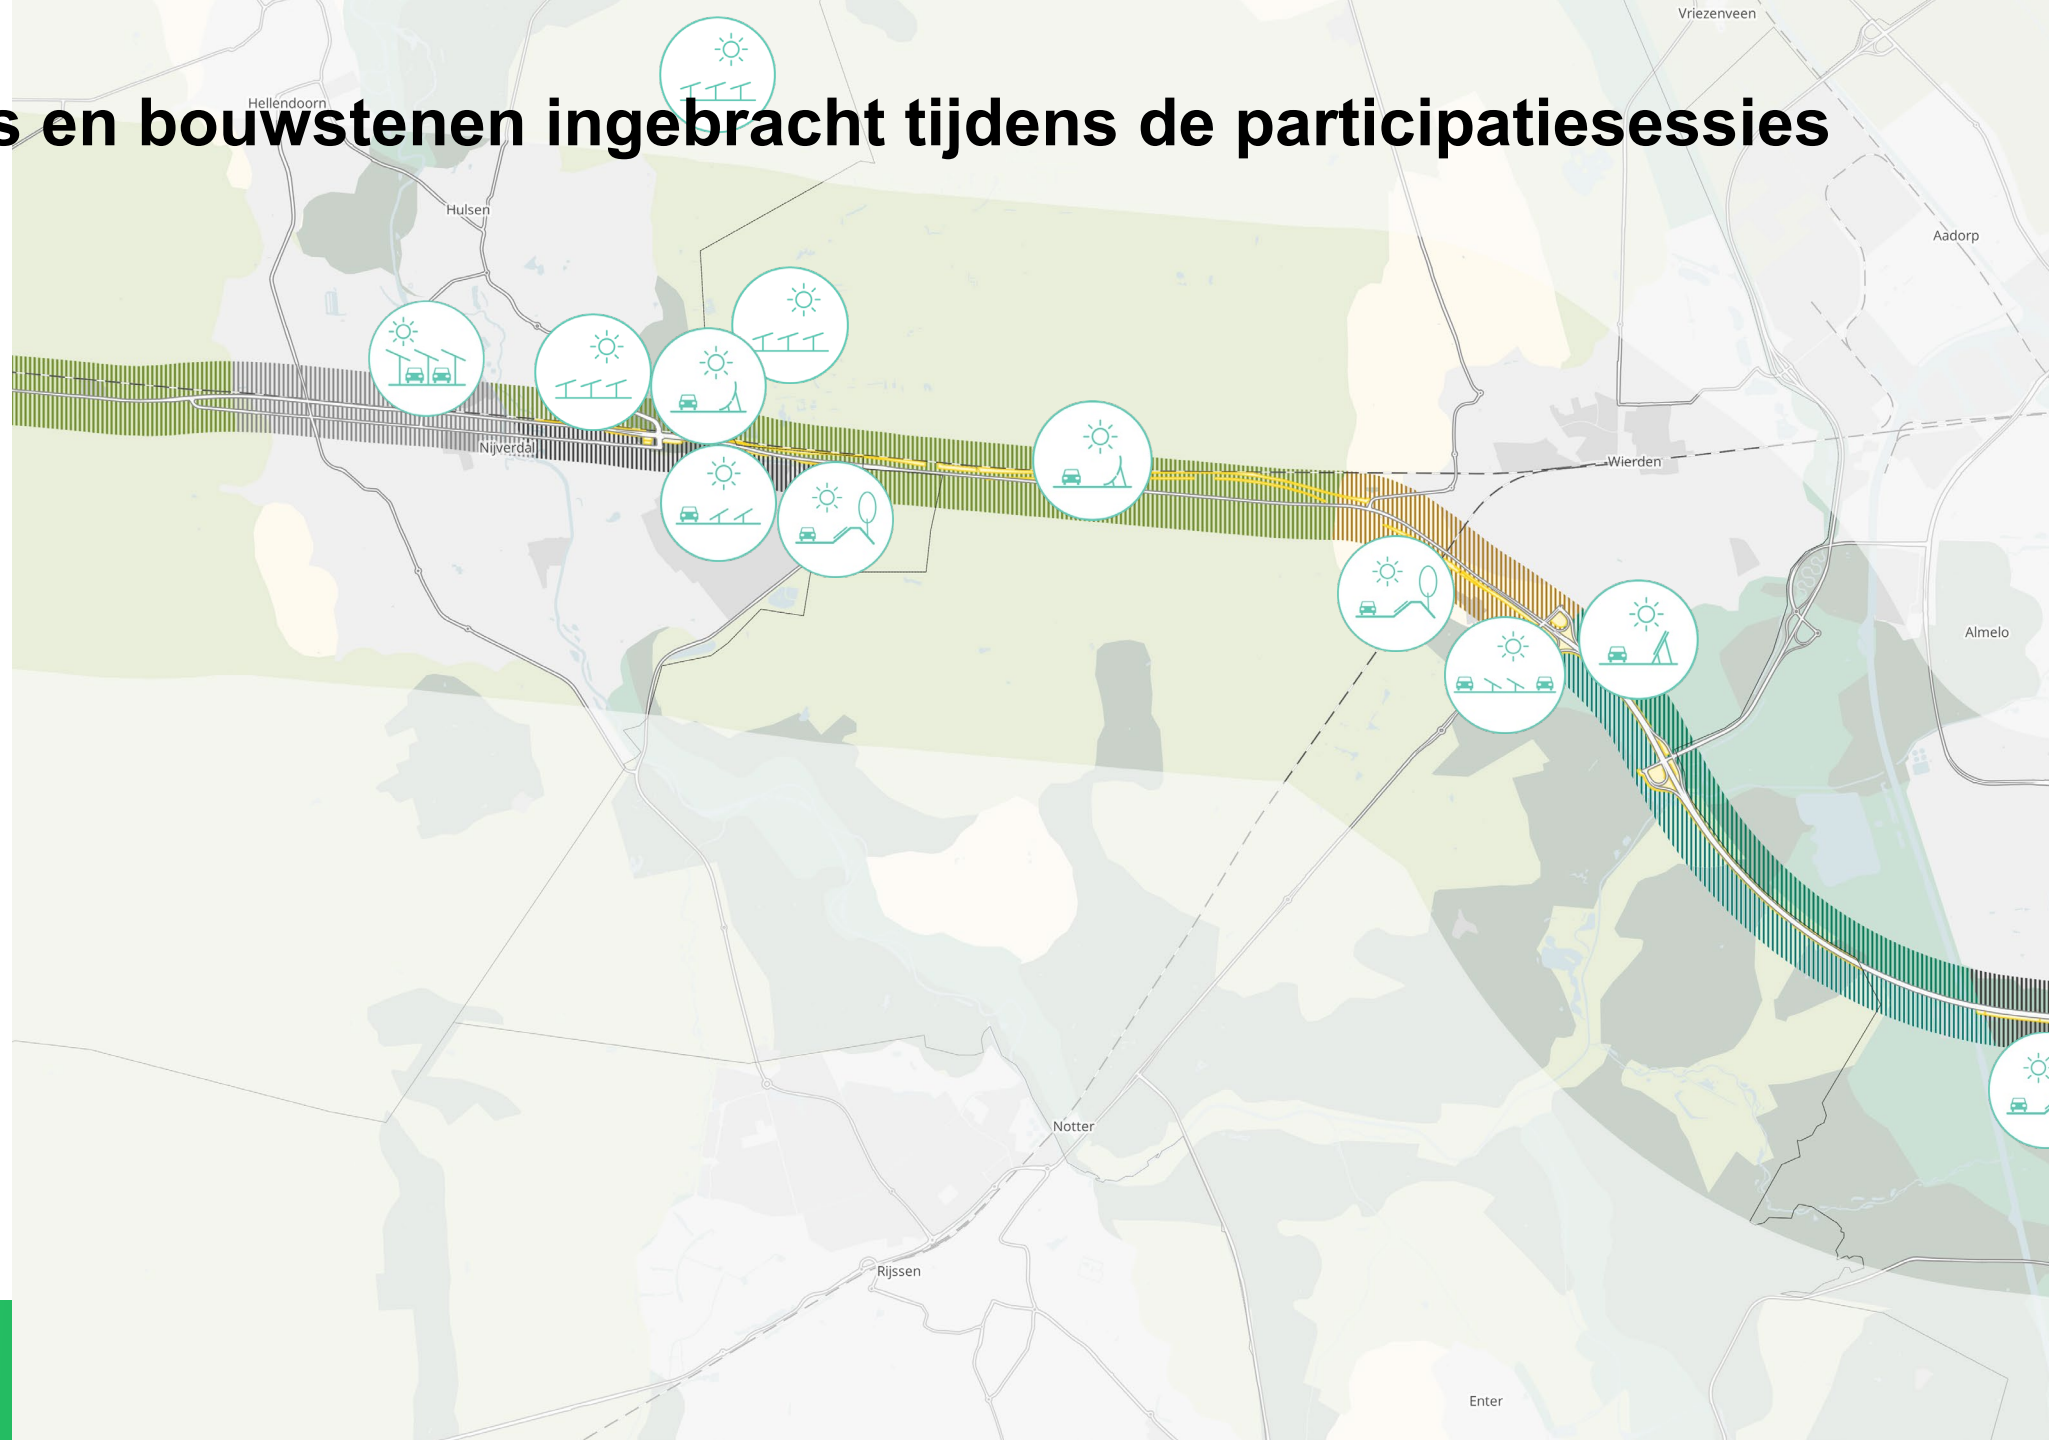 Vriezenveen
Hellendoorn
s en bouwstenen ingebracht tijdens de participatiesessies
Hulsen
Aadorp
Nijverdal
Wierden
Almelo
Notter
Rijssen
Enter